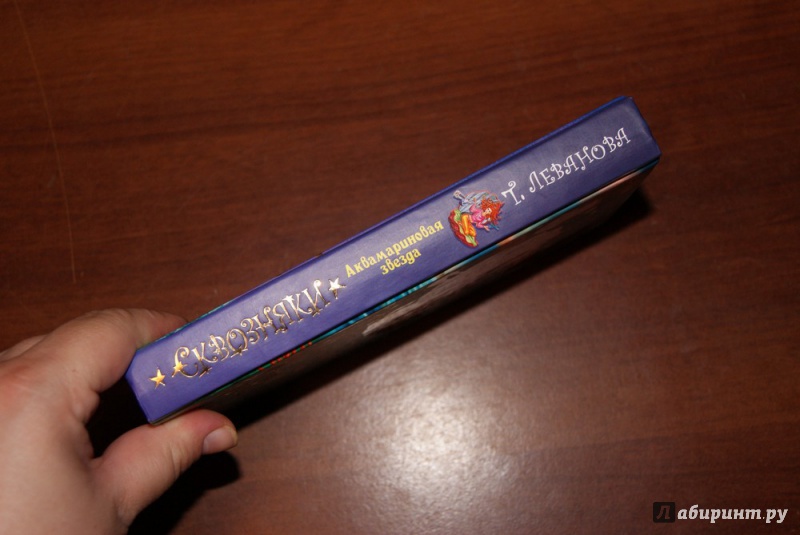 СКВОЗНЯКИ
Аквамариновая
звезда
Т. ЛЕВАНОВА
Лабиринт.ру